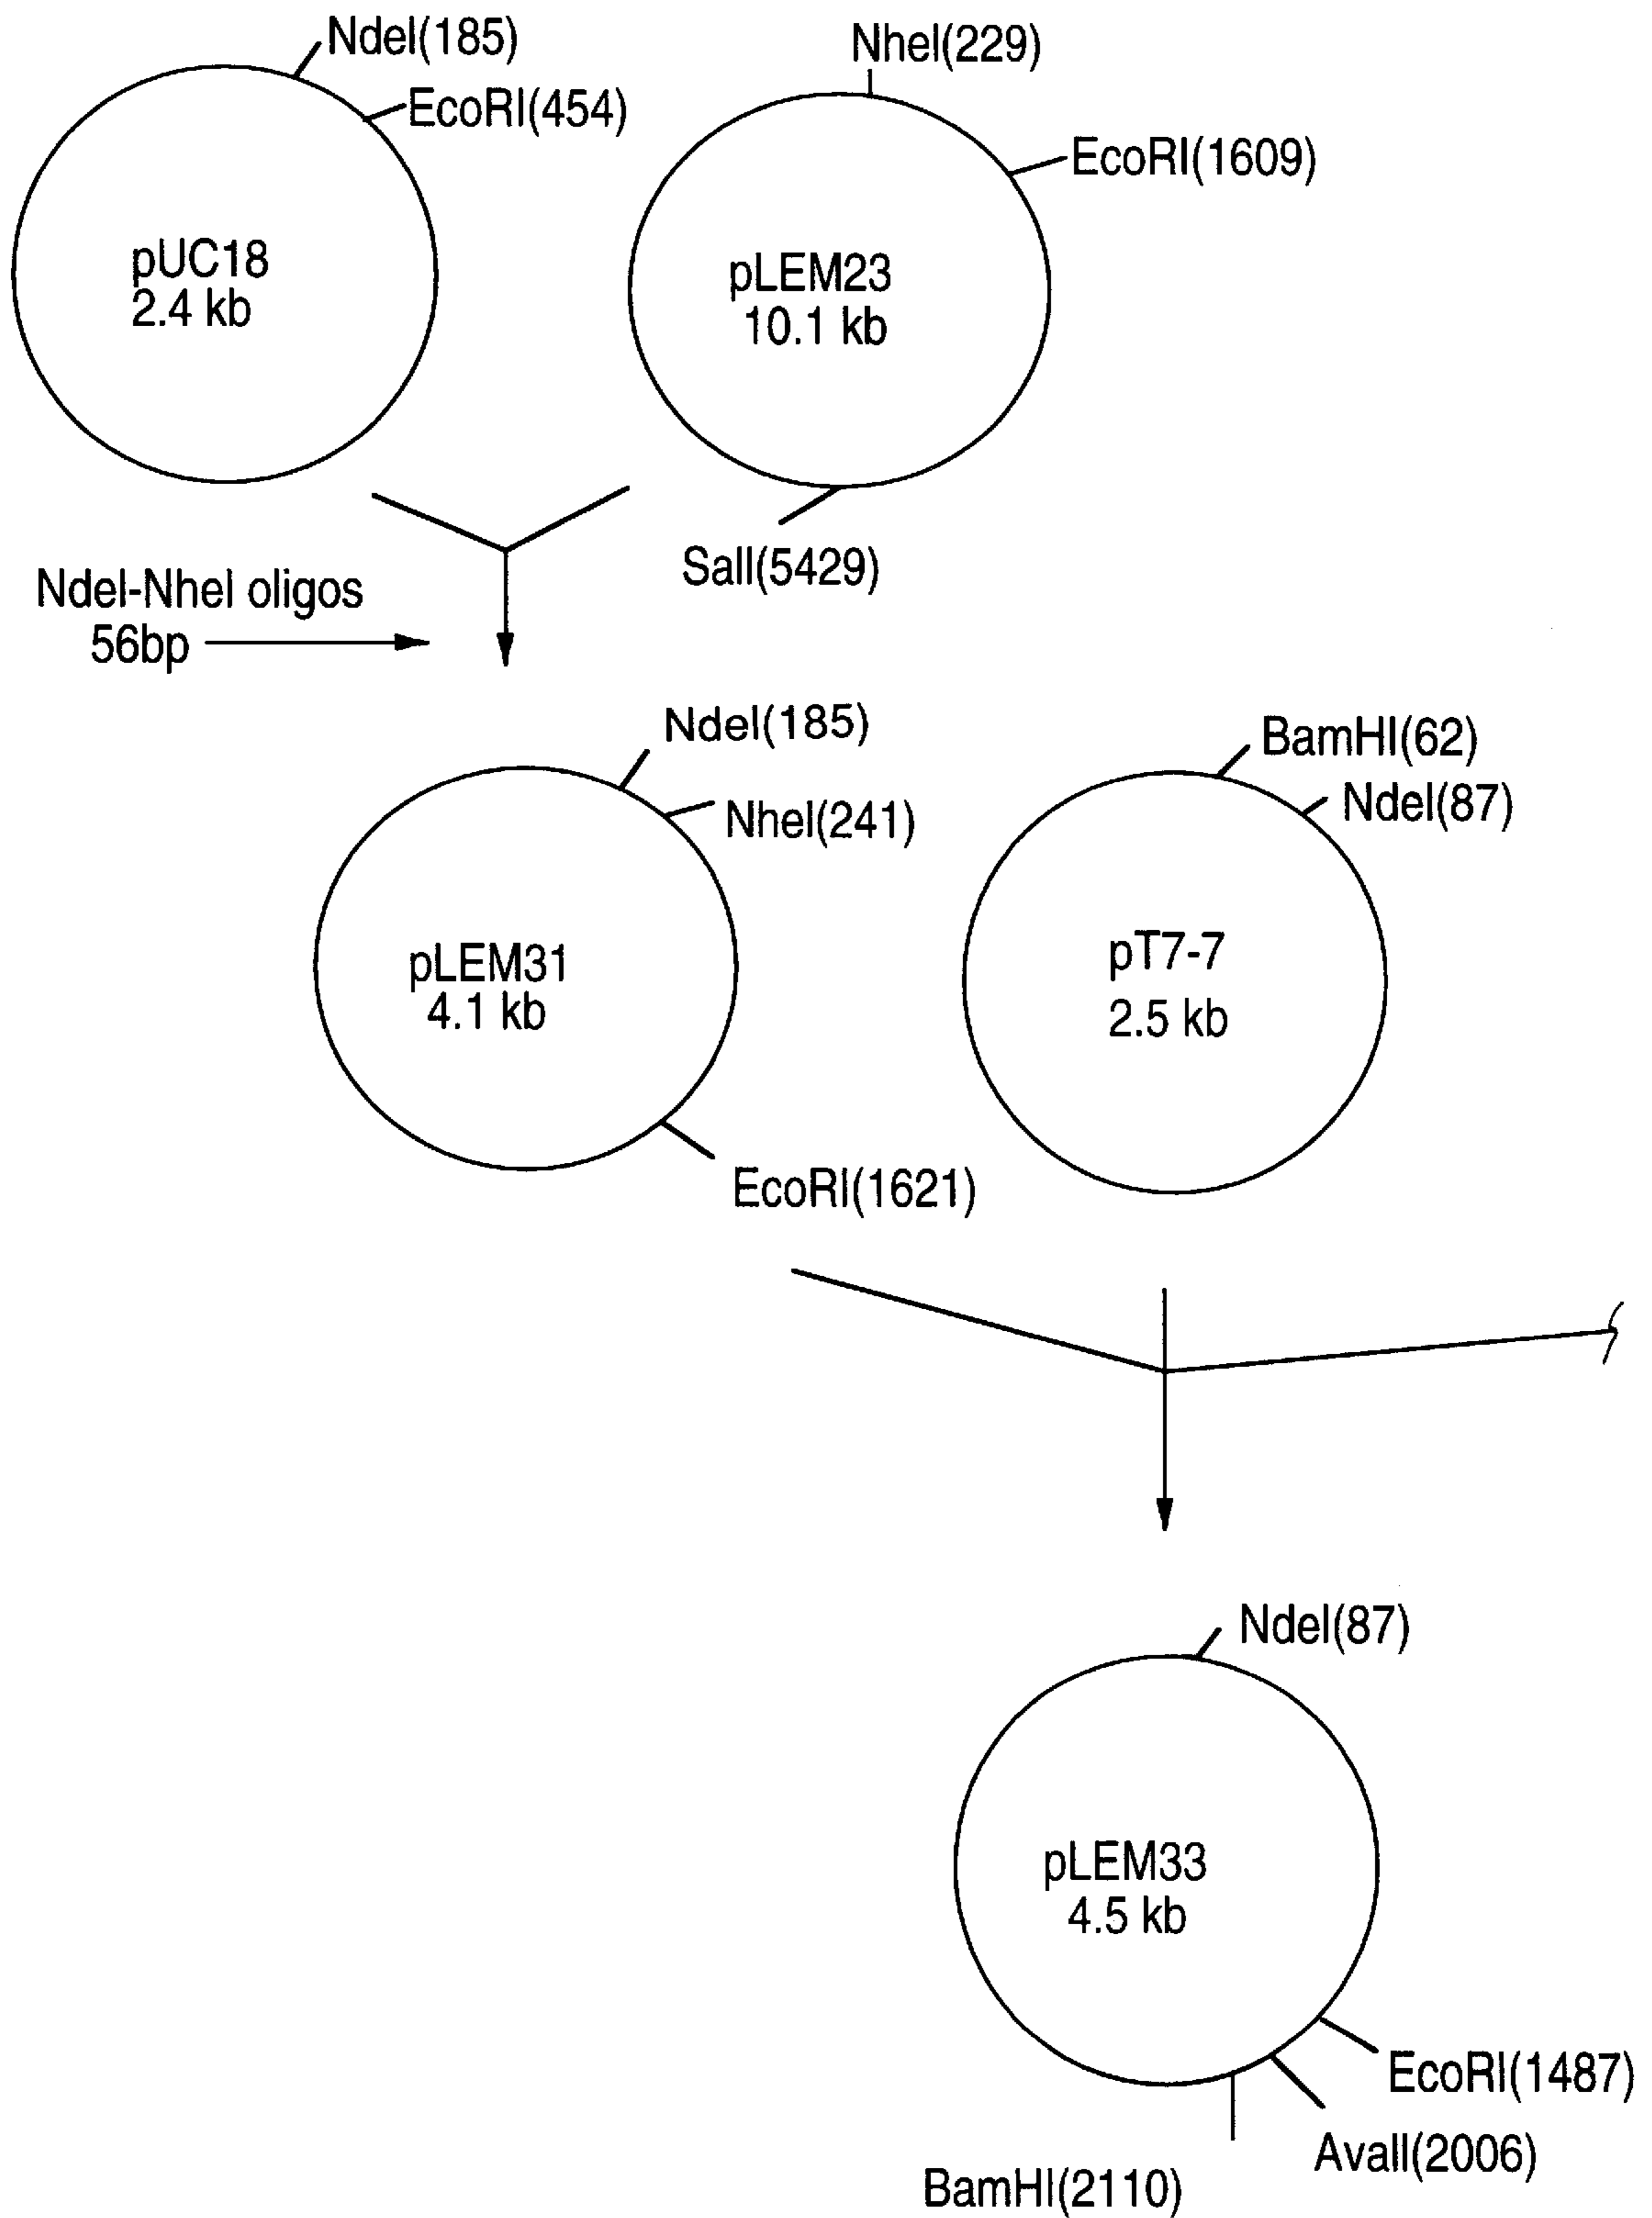 NdeI(185)
EcoRI(454)
pUC18
2.4 kb
NheI(229)
EcoRI(1609)
pLEM23
10.1 kb
SalI(5429)
NdeI-NheI oligos
56bp
NdeI(185)
NheI(241)
pLEM31
4.1 kb
EcoRI(1621)
BamHI(62)
NdeI(87)
pT7-7
2.5 kb
NdeI(87)
pLEM33
4.5 kb
EcoRI(1487)
AvaII(2006)
BamHI(2110)